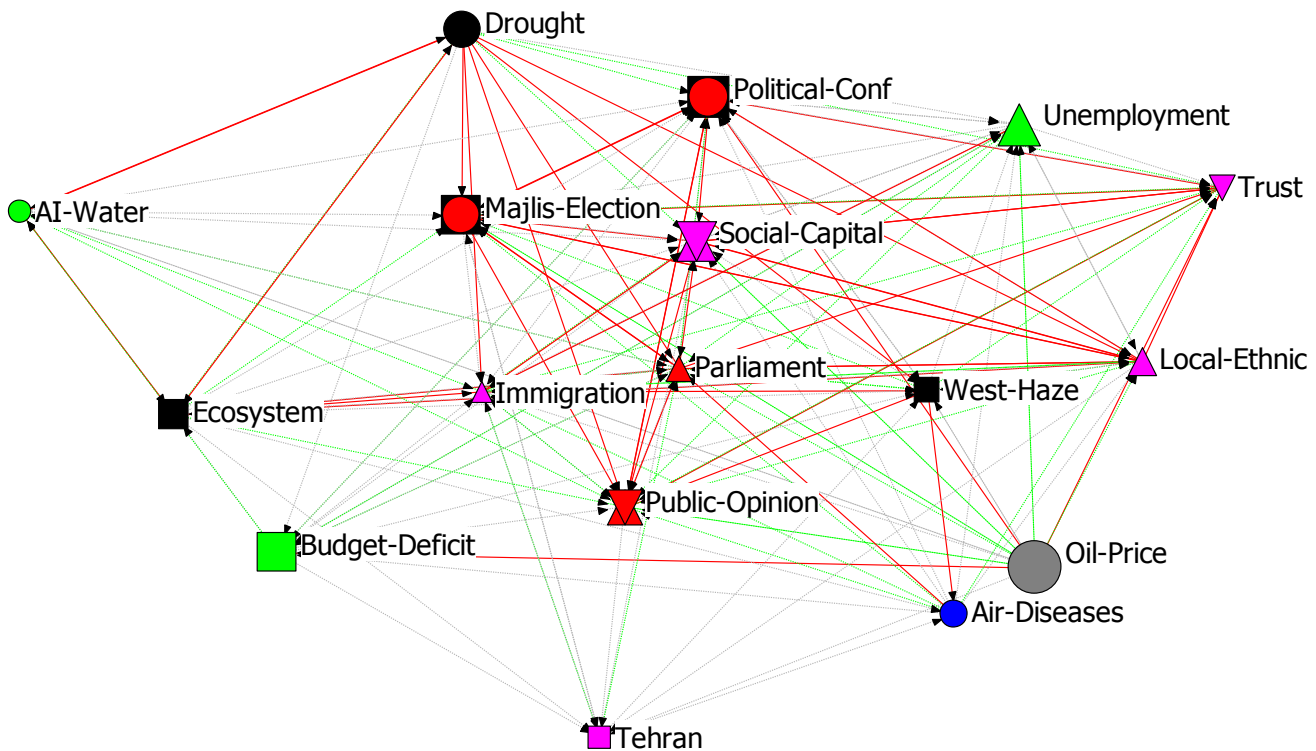 Drought
Political-Conf
Unemployment
Trust
AI-Water
Majlis-Election
Social-Capital
Parliament
Local-Ethnic
Immigration
West-Haze
Ecosystem
Public-Opinion
Budget-Deficit
Oil-Price
Air-Diseases
Tehran